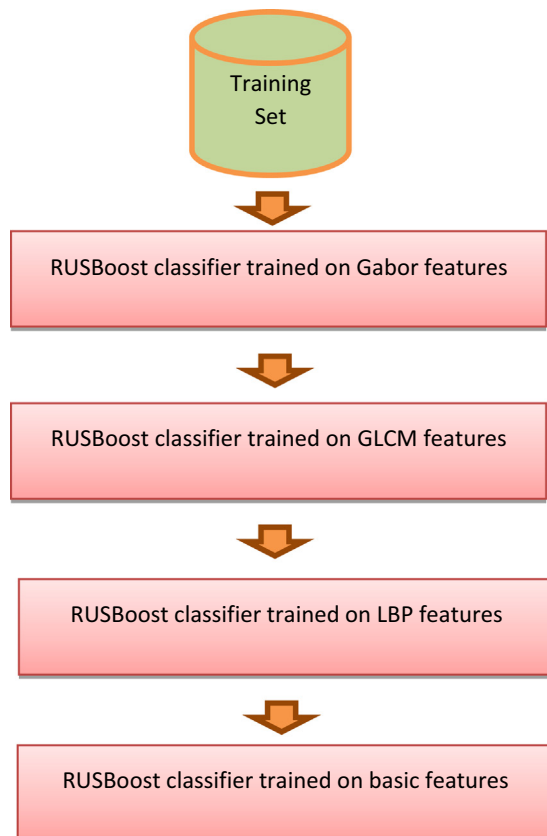 Training
Set
RUSBoost classifier trained on Gabor features
RUSBoost classifier trained on GLCM features
RUSBoost classifier trained on LBP features
RUSBoost classifier trained on basic features